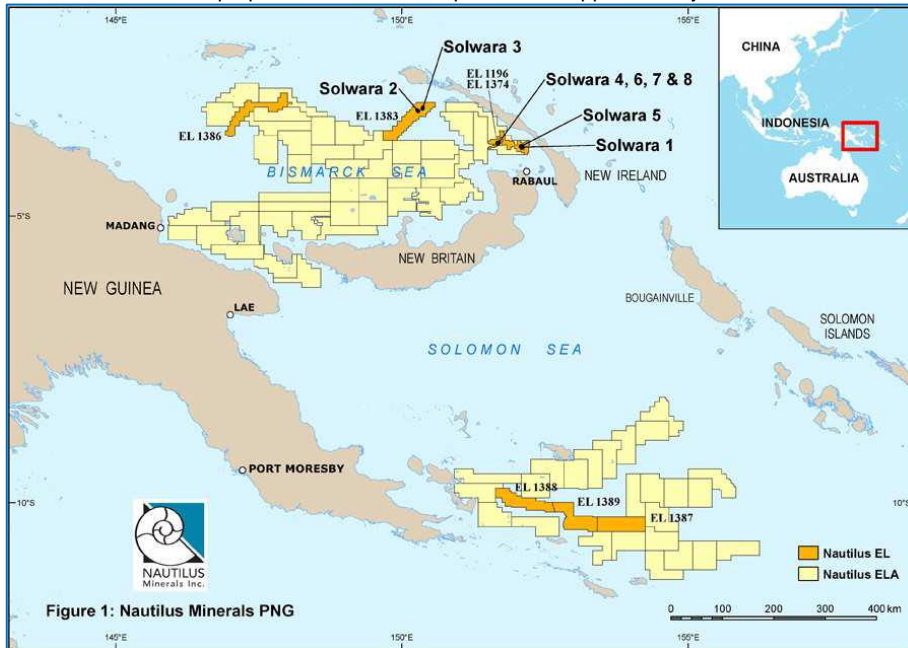 145°E
150°E
CHINA
INDONESIA
AUSTRALIA
Solwara 3
EL 1196
EL 1374
Solwara 4, 6, 7 & 8
Solwara 2
EL 1383
Solwara 5
EL 1386
Solwara 1
BISMARCK SEA
RABAUL
NEW IRELAND
5°S
MADANG
NEW BRITAIN
NEW GUINEA
BOUGAINVILLE
LAE
SOLOMON
ISLANDS
SOLOMON SEA
PORT MORESBY
EL 1388
10°S
EL 1389
EL 1387
NAUTILUS
Minerals Inc.
Nautilus EL
Nautilus ELA
Figure 1: Nautilus Minerals PNG
0 100 200 300 400 km
145°E
150°E
155°E